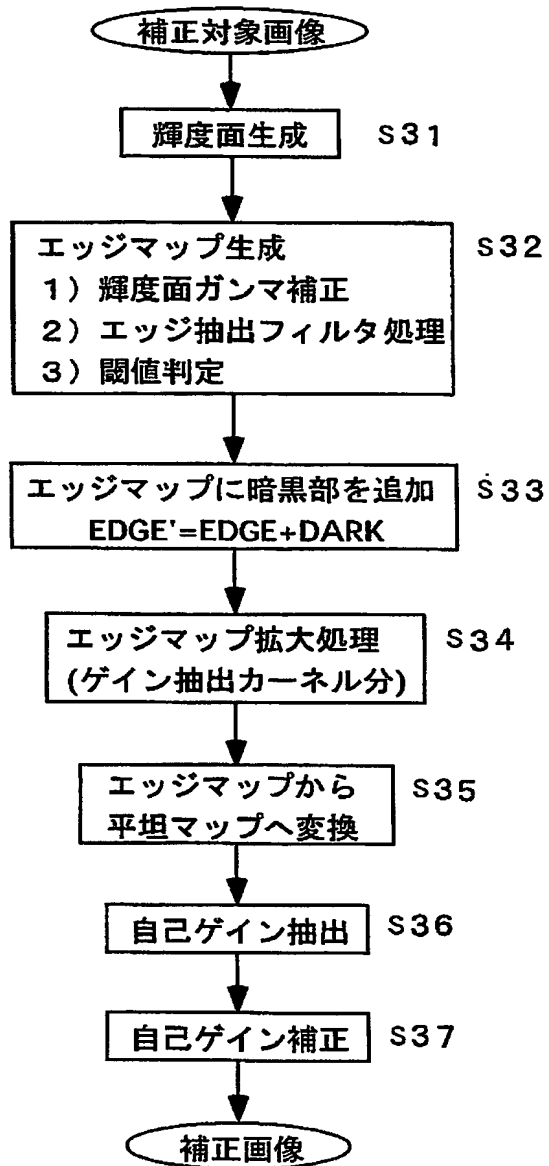 補正対象画像
輝度面生成 S31
エッジマップ生成 S32
1) 輝度面ガンマ補正
2) エッジ抽出フィルタ処理
3) 閾値判定
エッジマップに暗黒部を追加 S33
EDGE'=EDGE+DARK
エッジマップ拡大処理 S34
(ゲイン抽出カーネル分)
エッジマップから S35
平坦マップへ変換
自己ゲイン抽出 S36
自己ゲイン補正 S37
補正画像